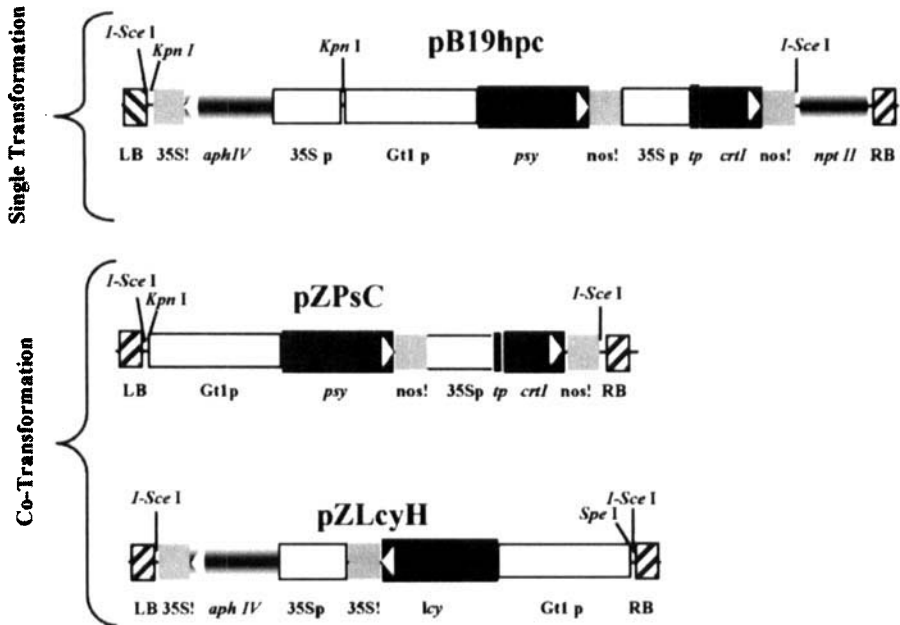 Single Transformation
pB19hpc
I-Sce I
Kpn I
Kpn I
I-Sce I
LB 35S! aphIV 35S p Gt1 p psy nos! 35S p tp crtI nos! npt II RB
Co-Transformation
pZPsC
I-Sce I
Kpn I
I-Sce I
LB Gt1p psy nos! 35Sp tp crtI nos! RB
pZLcyH
I-Sce I
I-Sce I
Spe I
LB 35S! aph IV 35Sp 35S! lcy Gt1 p RB